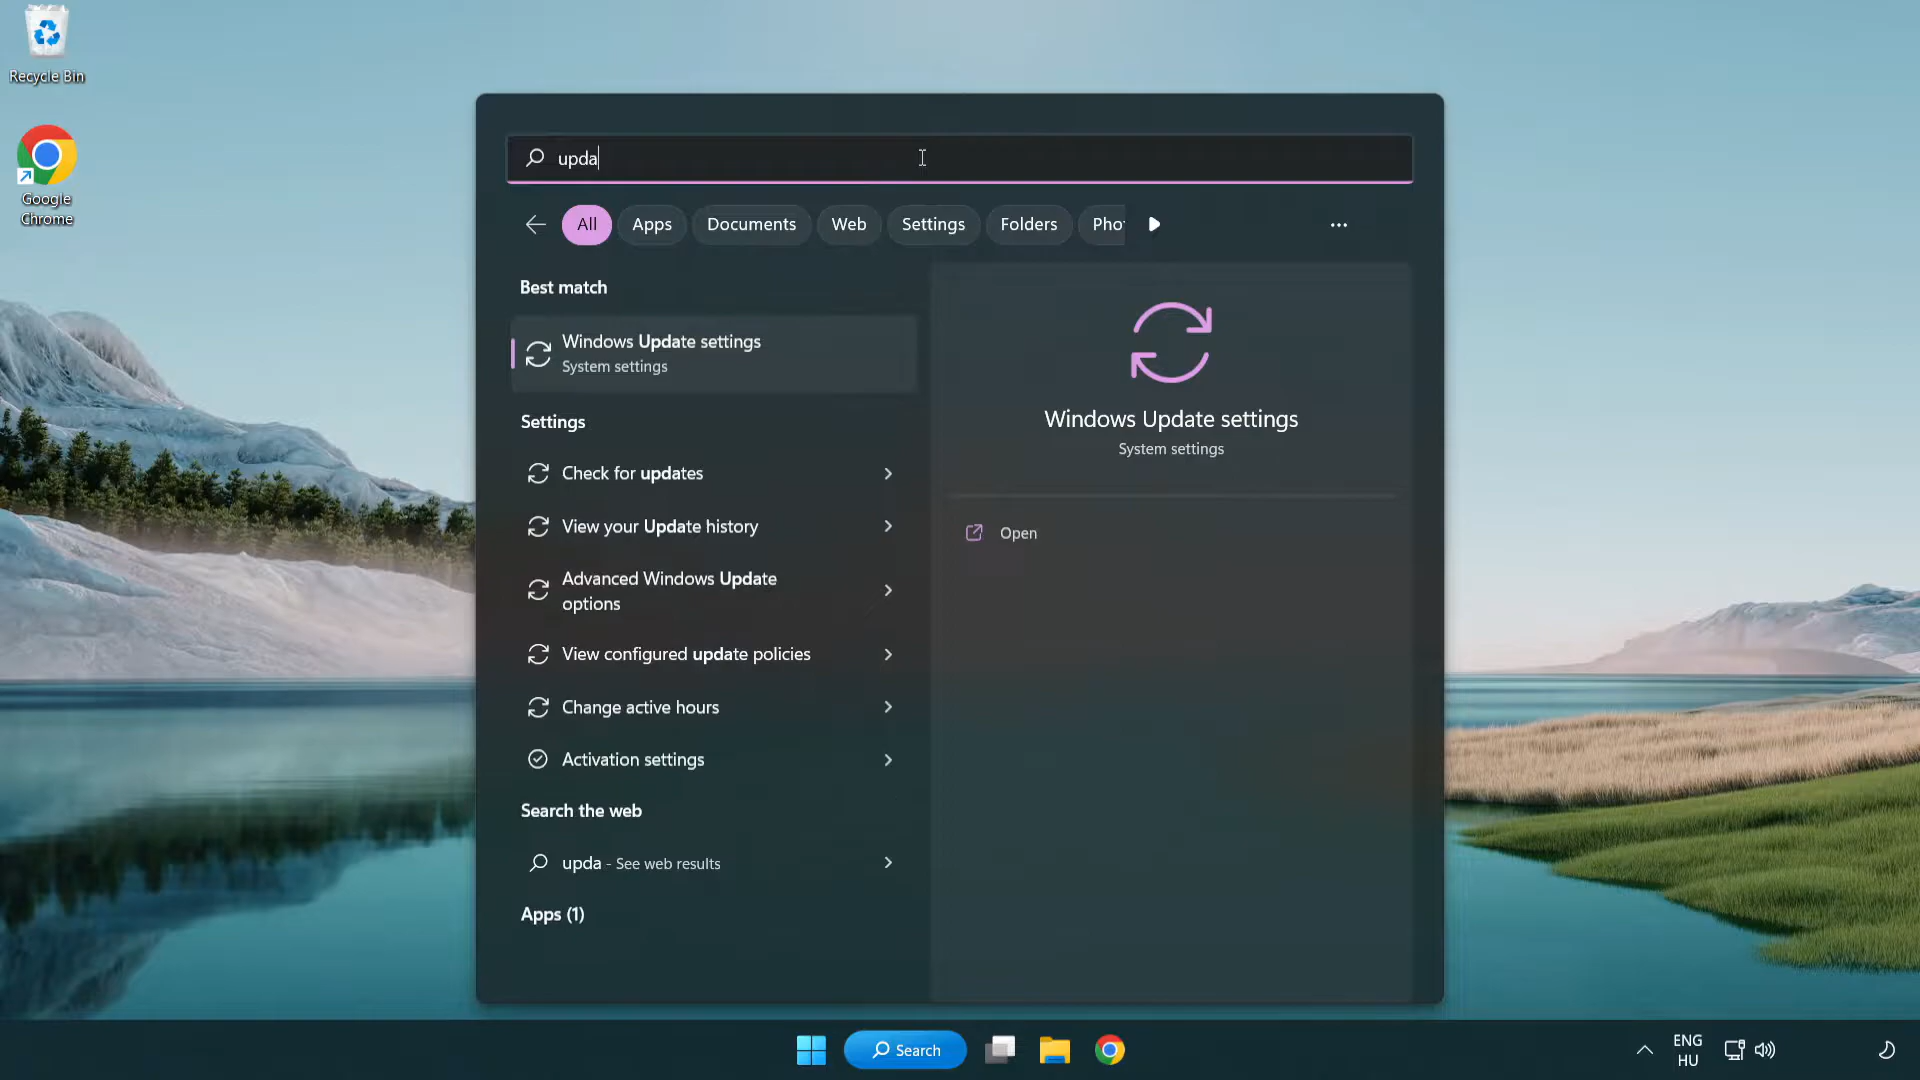 Recycle Bin
Google
Chrome
upda
All
Apps
Documents
Web
Settings
Folders
Pho
Best match
Windows Update settings
System settings
Settings
Check for updates
View your Update history
Advanced Windows Update
options
View configured update policies
Change active hours
Activation settings
Search the web
upda - See web results
Apps (1)
Windows Update settings
System settings
Open
Search
ENG
HU